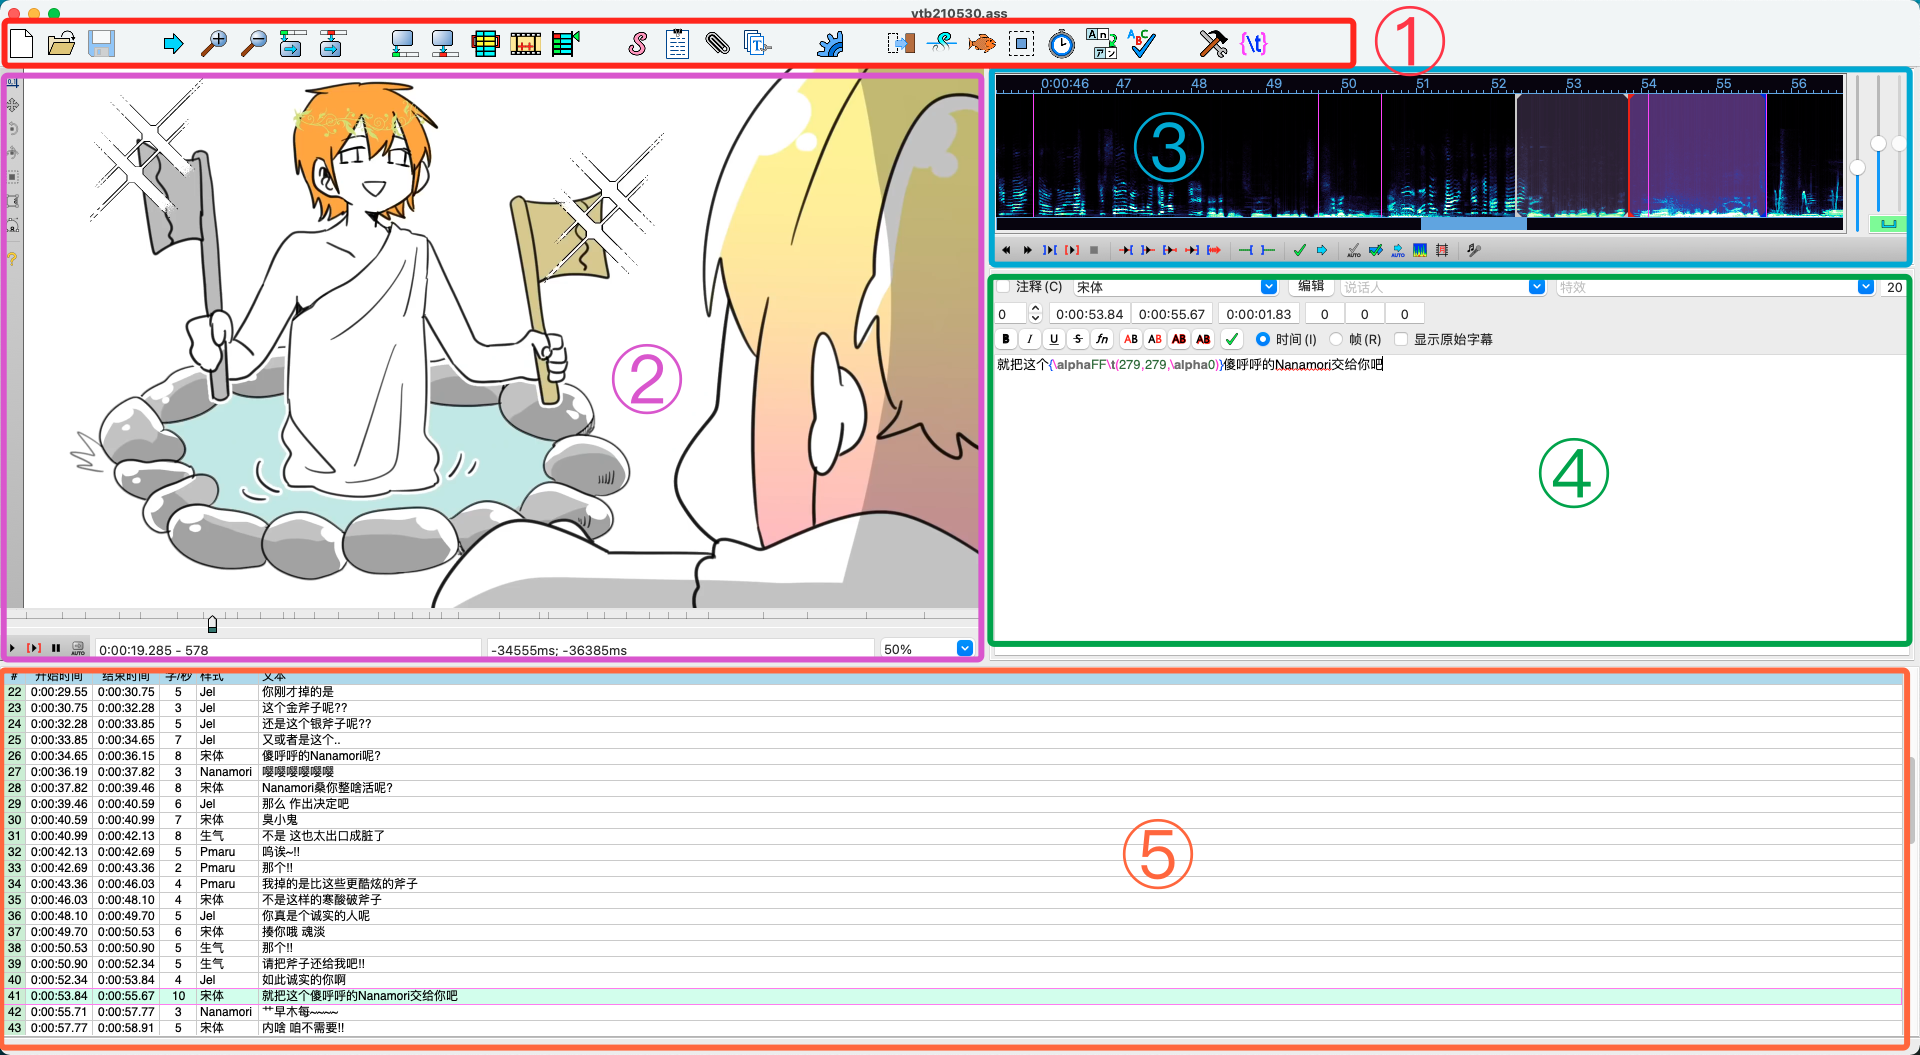 vtb210530.ass
①
{\t}
②
③
④
⑤
0:00:46 47 48 49 50 51 52 53 54 55 56
注释(C) 宋体 编辑 说话人 特效 20
0 0:00:53.84 0:00:55.67 0:00:01.83 0 0 0
B I U S fn AB AB AB AB 时间(I) 帧(R) 显示原始字幕
就把这个{\alphaFF\t(279,279,\alpha0)}傻呼呼的Nanamori交给你吧
0:00:19.285 - 578 -34555ms; -36385ms 50%
# 开始时间 结束时间 字/秒 样式 文本
22 0:00:29.55 0:00:30.75 5 Jel 你刚才掉的是
23 0:00:30.75 0:00:32.28 3 Jel 这个金斧子呢??
24 0:00:32.28 0:00:33.85 5 Jel 还是这个银斧子呢??
25 0:00:33.85 0:00:34.65 7 Jel 又或者是这个..
26 0:00:34.65 0:00:36.15 8 宋体 傻呼呼的Nanamori呢?
27 0:00:36.19 0:00:37.82 3 Nanamori 嘤嘤嘤嘤嘤嘤
28 0:00:37.82 0:00:39.46 8 宋体 Nanamori桑你整啥活呢?
29 0:00:39.46 0:00:40.59 6 Jel 那么 作出决定吧
30 0:00:40.59 0:00:40.99 7 宋体 臭小鬼
31 0:00:40.99 0:00:42.13 8 生气 不是 这也太出口成脏了
32 0:00:42.13 0:00:42.69 5 Pmaru 呜诶~!!
33 0:00:42.69 0:00:43.36 2 Pmaru 那个!!
34 0:00:43.36 0:00:46.03 4 Pmaru 我掉的是比这些更酷炫的斧子
35 0:00:46.03 0:00:48.10 4 宋体 不是这样的寒酸破斧子
36 0:00:48.10 0:00:49.70 5 Jel 你真是个诚实的人呢
37 0:00:49.70 0:00:50.53 6 宋体 揍你哦 魂淡
38 0:00:50.53 0:00:50.90 5 生气 那个!!
39 0:00:50.90 0:00:52.34 5 生气 请把斧子还给我吧!!
40 0:00:52.34 0:00:53.84 4 Jel 如此诚实的你啊
41 0:00:53.84 0:00:55.67 10 宋体 就把这个傻呼呼的Nanamori交给你吧
42 0:00:55.71 0:00:57.77 3 Nanamori 艹早木每~~~~
43 0:00:57.77 0:00:58.91 5 宋体 内啥 咱不需要!!